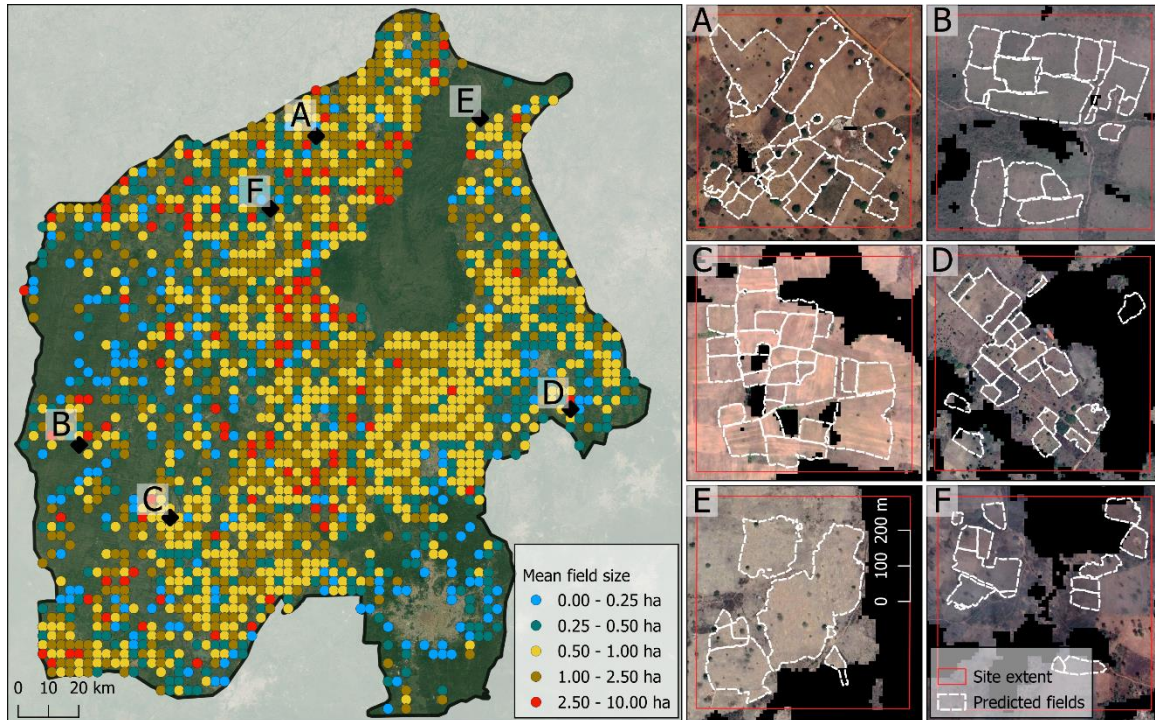 A
E
F
B
D
C
Mean field size
0.00 - 0.25 ha
0.25 - 0.50 ha
0.50 - 1.00 ha
1.00 - 2.50 ha
2.50 - 10.00 ha
0 10 20 km
A
B
C
D
E
200 m
100
0
F
Site extent
Predicted fields